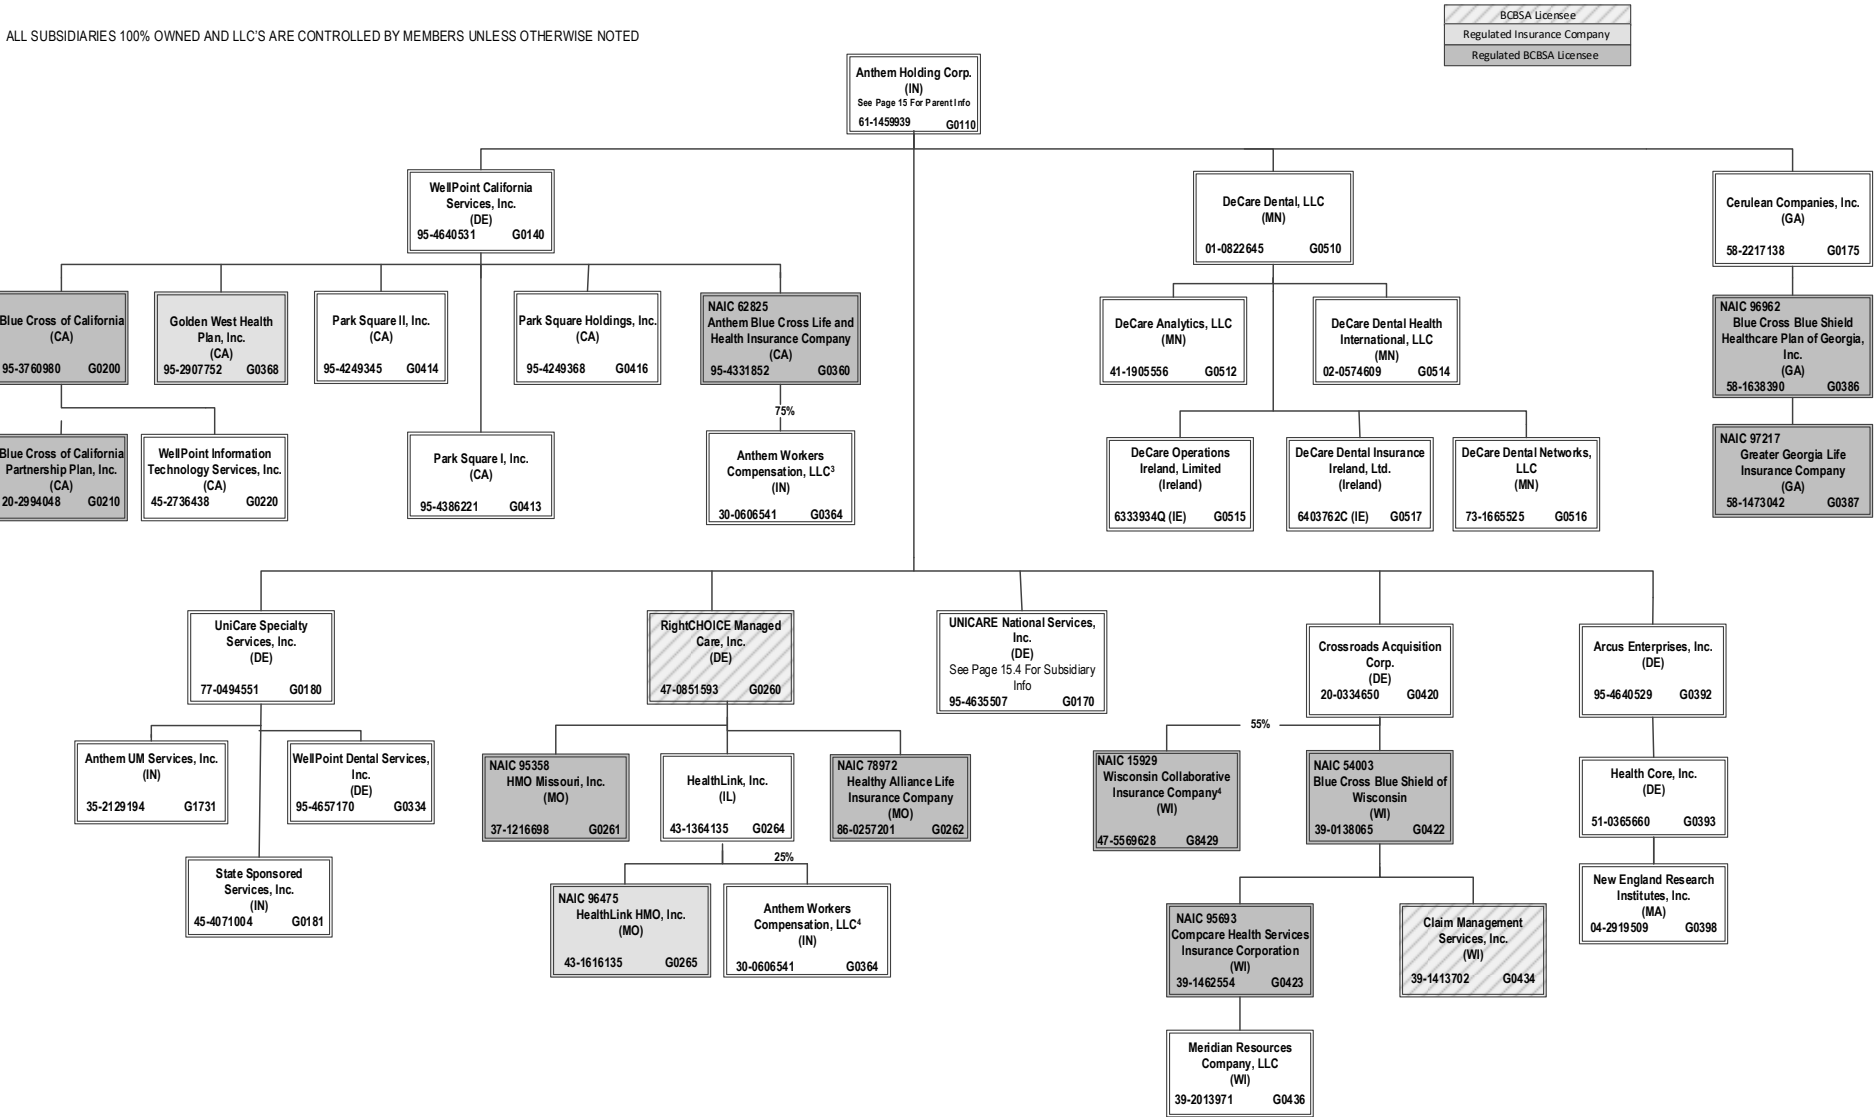 BCBSA Licensee
Regulated Insurance Company
Regulated BCBSA Licensee
ALL SUBSIDIARIES 100% OWNED AND LLC'S ARE CONTROLLED BY MEMBERS UNLESS OTHERWISE NOTED
Anthem Holding Corp.
(IN)
See Page 15 For Parent Info
61-1459939 G0110
WellPoint California
Services, Inc.
(DE)
95-4640531 G0140
DeCare Dental, LLC
(MN)
01-0822645 G0510
Cerulean Companies, Inc.
(GA)
58-2217138 G0175
Blue Cross of California
(CA)
95-3760980 G0200
Golden West Health
Plan, Inc.
(CA)
95-2907752 G0368
Park Square II, Inc.
(CA)
95-4249345 G0414
Park Square Holdings, Inc.
(CA)
95-4249368 G0416
NAIC 62825
Anthem Blue Cross Life and
Health Insurance Company
(CA)
95-4331852 G0360
DeCare Analytics, LLC
(MN)
41-1905556 G0512
DeCare Dental Health
International, LLC
(MN)
02-0574609 G0514
NAIC 96962
Blue Cross Blue Shield
Healthcare Plan of Georgia,
Inc.
(GA)
58-1638390 G0386
75%
Blue Cross of California
Partnership Plan, Inc.
(CA)
20-2994048 G0210
WellPoint Information
Technology Services, Inc.
(CA)
45-2736438 G0220
Park Square I, Inc.
(CA)
95-4386221 G0413
Anthem Workers
Compensation, LLC³
(IN)
30-0606541 G0364
DeCare Operations
Ireland, Limited
(Ireland)
6333934Q (IE) G0515
DeCare Dental Insurance
Ireland, Ltd.
(Ireland)
6403762C (IE) G0517
DeCare Dental Networks,
LLC
(MN)
73-1665525 G0516
NAIC 97217
Greater Georgia Life
Insurance Company
(GA)
58-1473042 G0387
UniCare Specialty
Services, Inc.
(DE)
77-0494551 G0180
RightCHOICE Managed
Care, Inc.
(DE)
47-0851593 G0260
UNICARE National Services,
Inc.
(DE)
See Page 15.4 For Subsidiary
Info
95-4635507 G0170
Crossroads Acquisition
Corp.
(DE)
20-0334650 G0420
Arcus Enterprises, Inc.
(DE)
95-4640529 G0392
55%
Anthem UM Services, Inc.
(IN)
35-2129194 G1731
WellPoint Dental Services,
Inc.
(DE)
95-4657170 G0334
NAIC 95358
HMO Missouri, Inc.
(MO)
37-1216698 G0261
HealthLink, Inc.
(IL)
43-1364135 G0264
NAIC 78972
Healthy Alliance Life
Insurance Company
(MO)
86-0257201 G0262
NAIC 15929
Wisconsin Collaborative
Insurance Company⁴
(WI)
47-5569628 G8429
NAIC 54003
Blue Cross Blue Shield of
Wisconsin
(WI)
39-0138065 G0422
Health Core, Inc.
(DE)
51-0365660 G0393
25%
State Sponsored
Services, Inc.
(IN)
45-4071004 G0181
NAIC 96475
HealthLink HMO, Inc.
(MO)
43-1616135 G0265
Anthem Workers
Compensation, LLC⁴
(IN)
30-0606541 G0364
NAIC 95693
Compcare Health Services
Insurance Corporation
(WI)
39-1462554 G0423
Claim Management
Services, Inc.
(WI)
39-1413702 G0434
New England Research
Institutes, Inc.
(MA)
04-2919509 G0398
Meridian Resources
Company, LLC
(WI)
39-2013971 G0436